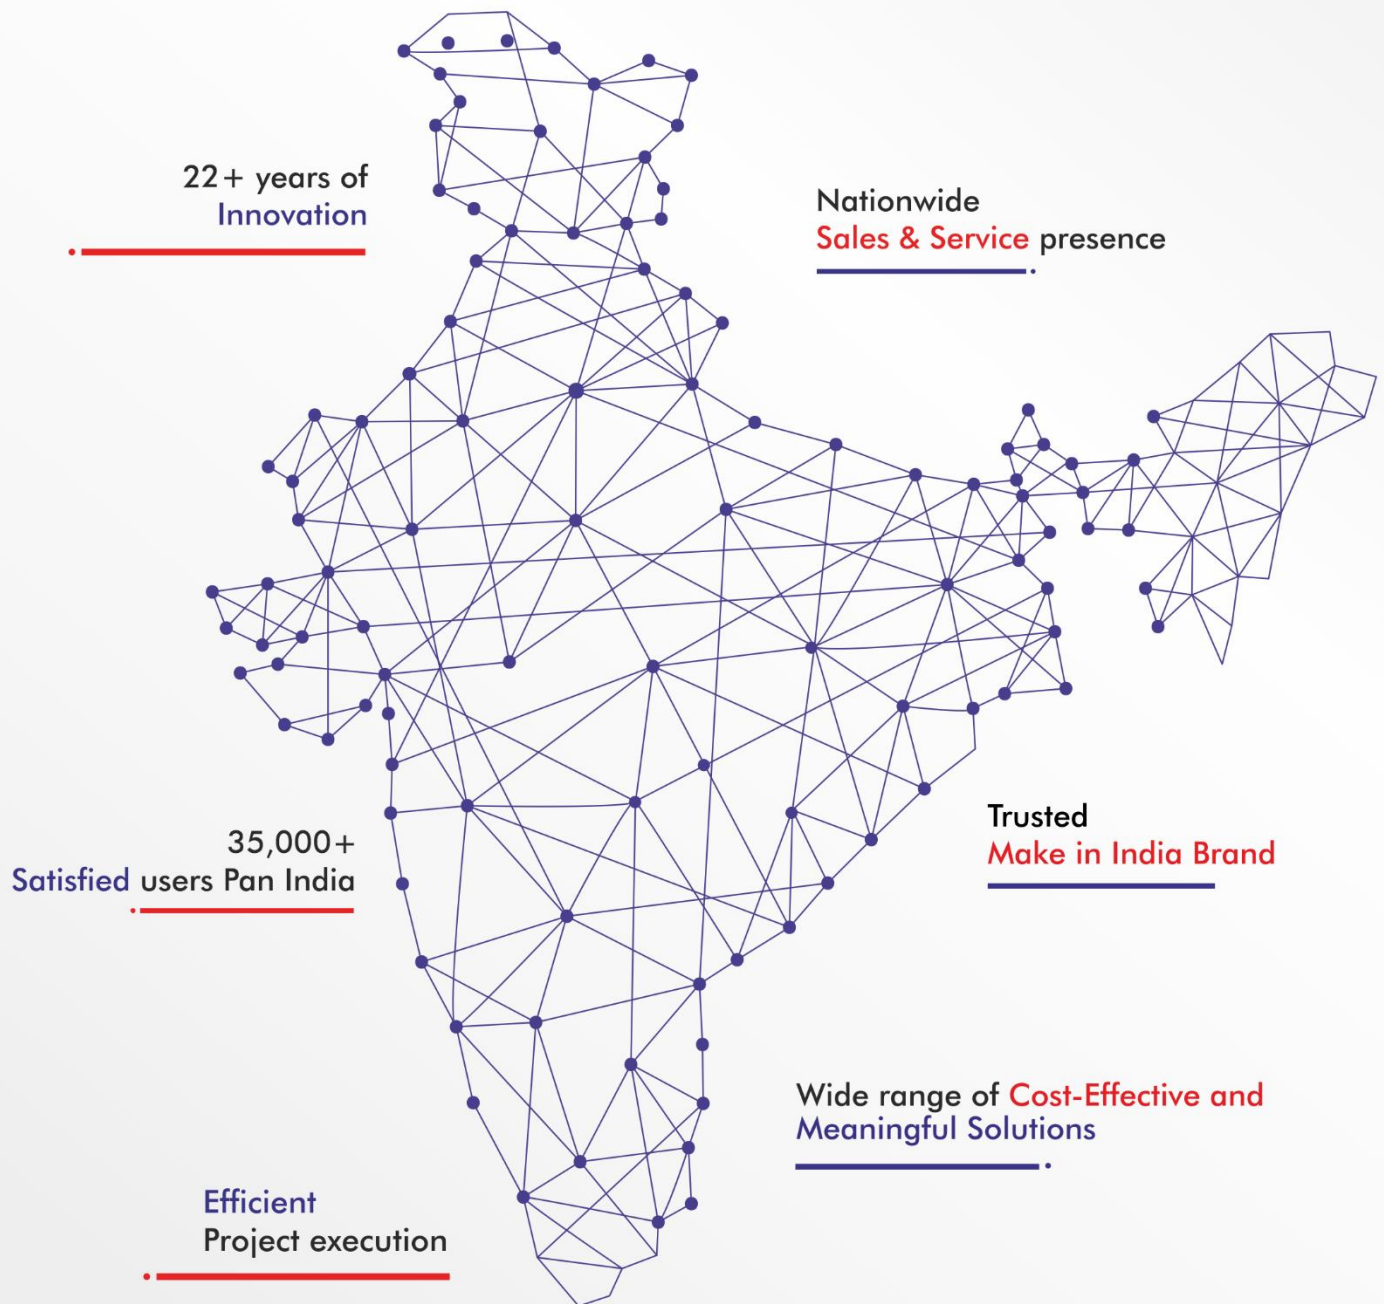 22+ years of
Innovation
Nationwide
Sales & Service presence
35,000+
Satisfied users Pan India
Trusted
Make in India Brand
Wide range of Cost-Effective and
Meaningful Solutions
Efficient
Project execution